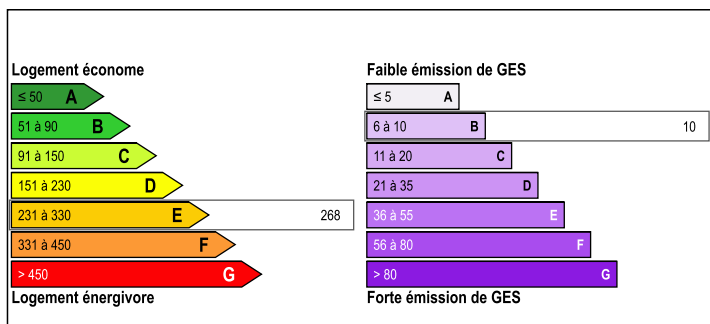 Logement économe
≤ 50 A
51 à 90 B
91 à 150 C
151 à 230 D
231 à 330 E 268
331 à 450 F
> 450 G
Logement énergivore
Faible émission de GES
≤ 5 A
6 à 10 B 10
11 à 20 C
21 à 35 D
36 à 55 E
56 à 80 F
> 80 G
Forte émission de GES